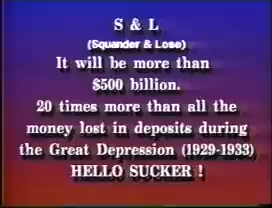 S & L
(Squander & Lose)
It will be more than
$500 billion.
20 times more than all the
money lost in deposits during
the Great Depression (1929-1933)
HELLO SUCKER !